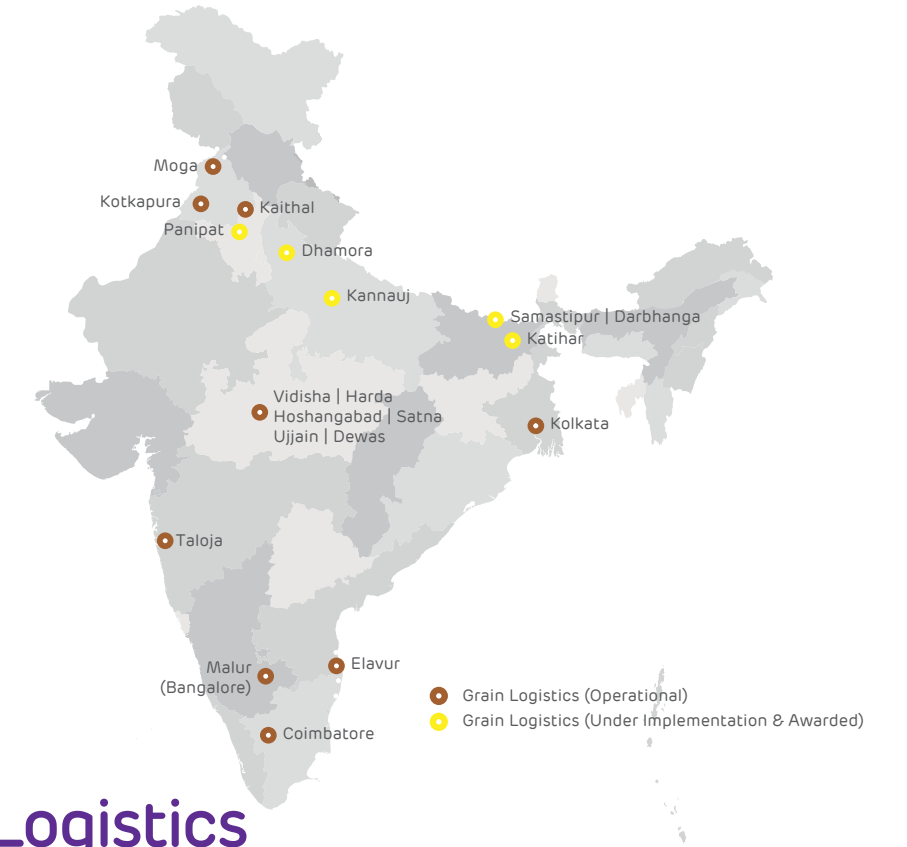 Moga
Kotkapura
Kaithal
Panipat
Dhamora
Kannauj
Samastipur | Darbhanga
Katihar
Vidisha | Harda
Hoshangabad | Satna
Ujjain | Dewas
Kolkata
Taloja
Malur
(Bangalore)
Elavur
Coimbatore
Grain Logistics (Operational)
Grain Logistics (Under Implementation & Awarded)
Logistics